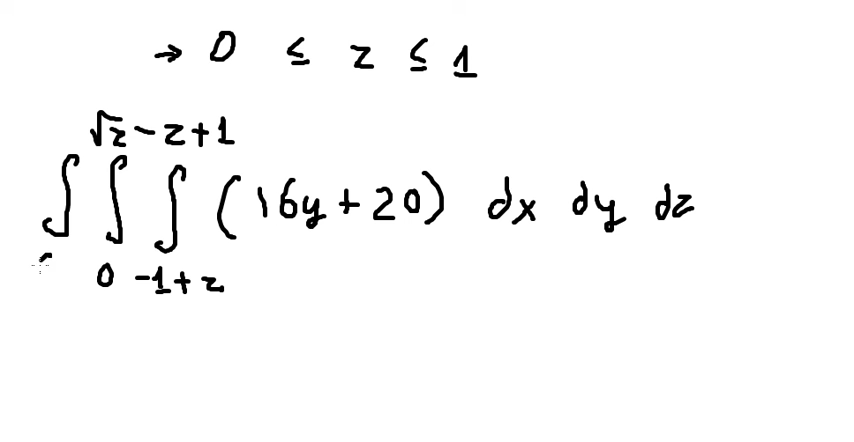 → 0 ≤ z ≤ 1
√z -z+1
∫ ∫ ∫ (16y + 20) dx dy dz
0 -1+z